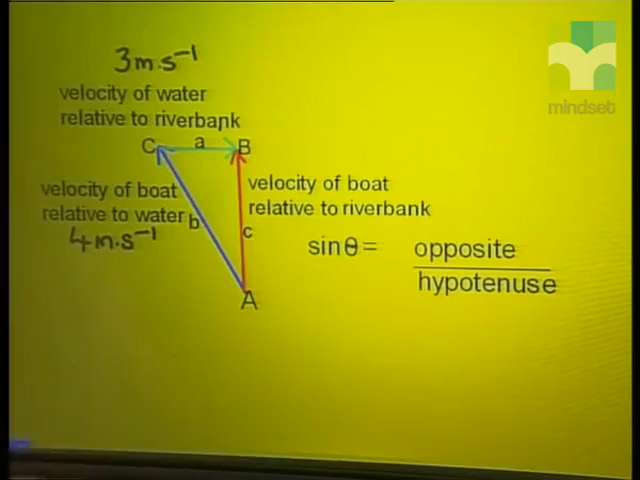 3m.s⁻¹
mindset
velocity of water
relative to riverbank
C a B
velocity of boat
relative to riverbank
velocity of boat
relative to water b
c
4m.s⁻¹
sinθ= opposite
hypotenuse
A